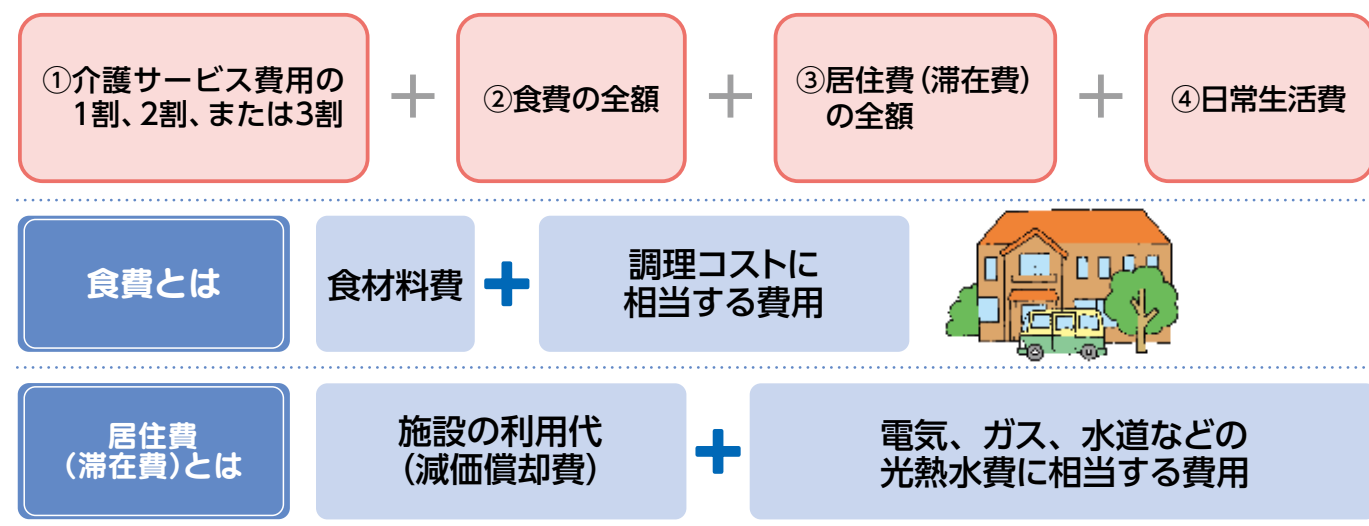 ①介護サービス費用の
1割、2割、または3割
＋
②食費の全額
＋
③居住費(滞在費)
の全額
＋
④日常生活費
食費とは
食材料費
＋
調理コストに
相当する費用
居住費
(滞在費)とは
施設の利用代
(減価償却費)
＋
電気、ガス、水道などの
光熱水費に相当する費用